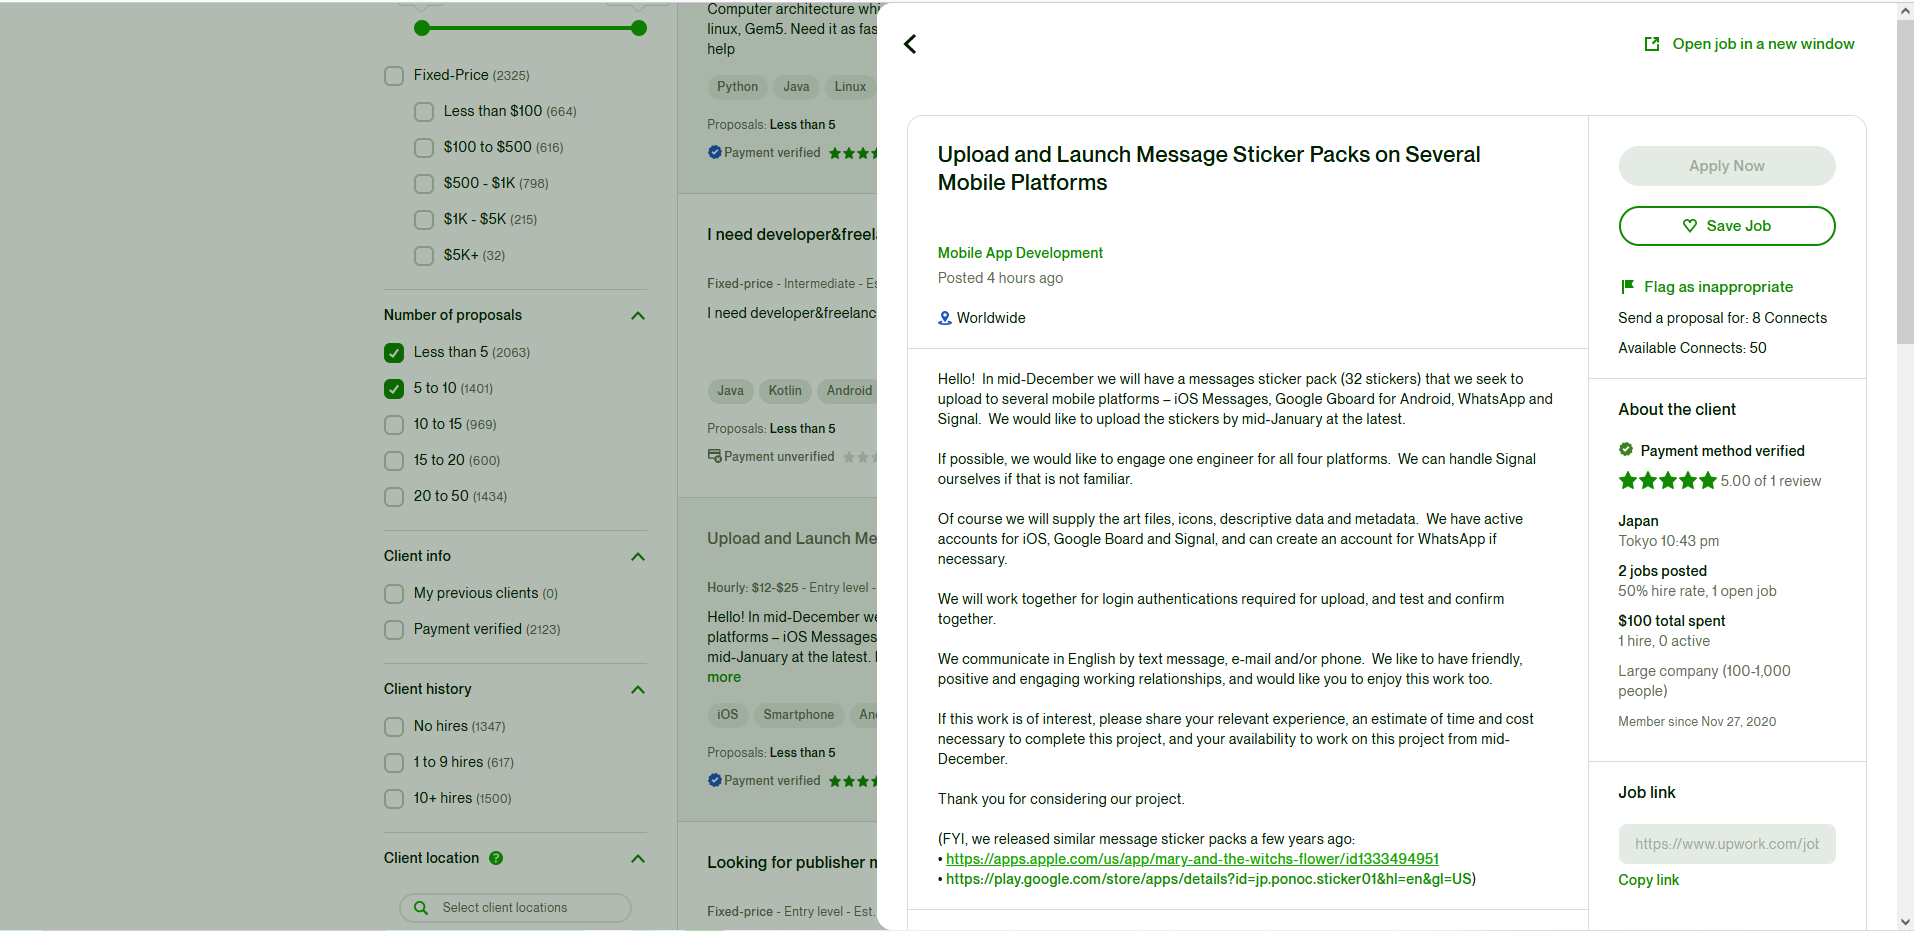 Fixed-Price (2325)
Less than $100 (664)
$100 to $500 (616)
$500 - $1K (798)
$1K - $5K (215)
$5K+ (32)
Number of proposals
Less than 5 (2063)
5 to 10 (1401)
10 to 15 (969)
15 to 20 (600)
20 to 50 (1434)
Client info
My previous clients (0)
Payment verified (2123)
Client history
No hires (1347)
1 to 9 hires (617)
10+ hires (1500)
Client location
Select client locations
Computer architecture whi
linux, Gem5. Need it as fas
help
Python Java Linux
Proposals: Less than 5
Payment verified
I need developer&freel
Fixed-price - Intermediate - Es
I need developer&freelanc
Java Kotlin Android
Proposals: Less than 5
Payment unverified
Upload and Launch Me
Hourly: $12-$25 - Entry level -
Hello! In mid-December we
platforms – iOS Messages
mid-January at the latest.
more
iOS Smartphone An
Proposals: Less than 5
Payment verified
Looking for publisher
Fixed-price - Entry level - Est.
Open job in a new window
Upload and Launch Message Sticker Packs on Several
Mobile Platforms
Mobile App Development
Posted 4 hours ago
Worldwide
Hello! In mid-December we will have a messages sticker pack (32 stickers) that we seek to
upload to several mobile platforms – iOS Messages, Google Gboard for Android, WhatsApp and
Signal. We would like to upload the stickers by mid-January at the latest.
If possible, we would like to engage one engineer for all four platforms. We can handle Signal
ourselves if that is not familiar.
Of course we will supply the art files, icons, descriptive data and metadata. We have active
accounts for iOS, Google Board and Signal, and can create an account for WhatsApp if
necessary.
We will work together for login authentications required for upload, and test and confirm
together.
We communicate in English by text message, e-mail and/or phone. We like to have friendly,
positive and engaging working relationships, and would like you to enjoy this work too.
If this work is of interest, please share your relevant experience, an estimate of time and cost
necessary to complete this project, and your availability to work on this project from mid-
December.
Thank you for considering our project.
(FYI, we released similar message sticker packs a few years ago:
• https://apps.apple.com/us/app/mary-and-the-witchs-flower/id1333494951
• https://play.google.com/store/apps/details?id=jp.ponoc.sticker01&hl=en&gl=US)
Apply Now
Save Job
Flag as inappropriate
Send a proposal for: 8 Connects
Available Connects: 50
About the client
Payment method verified
5.00 of 1 review
Japan
Tokyo 10:43 pm
2 jobs posted
50% hire rate, 1 open job
$100 total spent
1 hire, 0 active
Large company (100-1,000
people)
Member since Nov 27, 2020
Job link
https://www.upwork.com/jol
Copy link